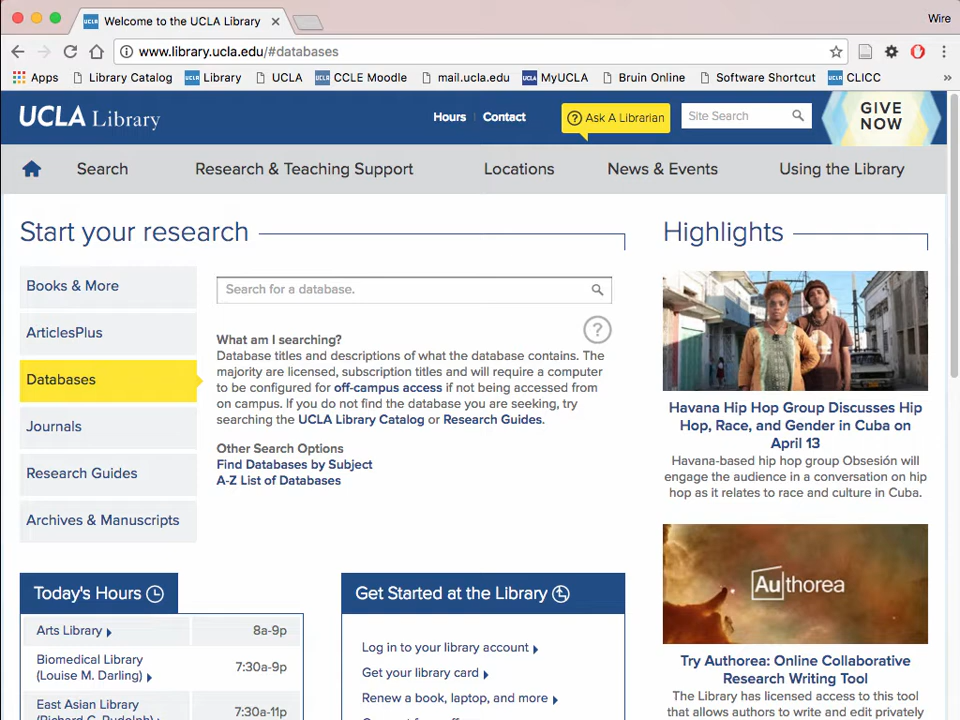 Welcome to the UCLA Library
Wire
www.library.ucla.edu/#databases
Apps Library Catalog Library UCLA CCLE Moodle mail.ucla.edu MyUCLA Bruin Online Software Shortcut CLICC »
UCLA Library
Hours Contact
Ask A Librarian
Site Search
GIVE
NOW
Search Research & Teaching Support Locations News & Events Using the Library
Start your research
Books & More
ArticlesPlus
Databases
Journals
Research Guides
Archives & Manuscripts
Search for a database.
?
What am I searching?
Database titles and descriptions of what the database contains. The
majority are licensed, subscription titles and will require a computer
to be configured for off-campus access if not being accessed from
on campus. If you do not find the database you are seeking, try
searching the UCLA Library Catalog or Research Guides.
Other Search Options
Find Databases by Subject
A-Z List of Databases
Highlights
Havana Hip Hop Group Discusses Hip
Hop, Race, and Gender in Cuba on
April 13
Havana-based hip hop group Obsesión will
engage the audience in a conversation on hip
hop as it relates to race and culture in Cuba.
Authorea
Try Authorea: Online Collaborative
Research Writing Tool
The Library has licensed access to this tool
that allows authors to write and edit privately
Today's Hours
Arts Library 8a-9p
Biomedical Library
(Louise M. Darling) 7:30a-9p
East Asian Library
(Richard C. Rudolph) 7:30a-11p
Get Started at the Library
Log in to your library account
Get your library card
Renew a book, laptop, and more